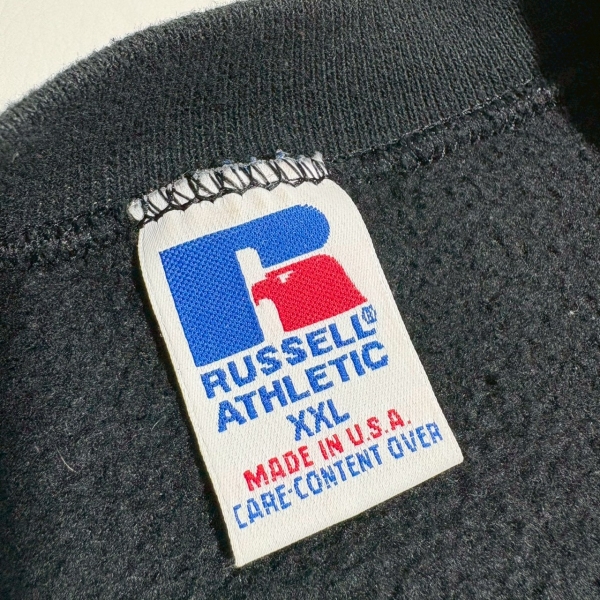 RUSSELL®
ATHLETIC
XXL
MADE IN U.S.A.
CARE-CONTENT OVER